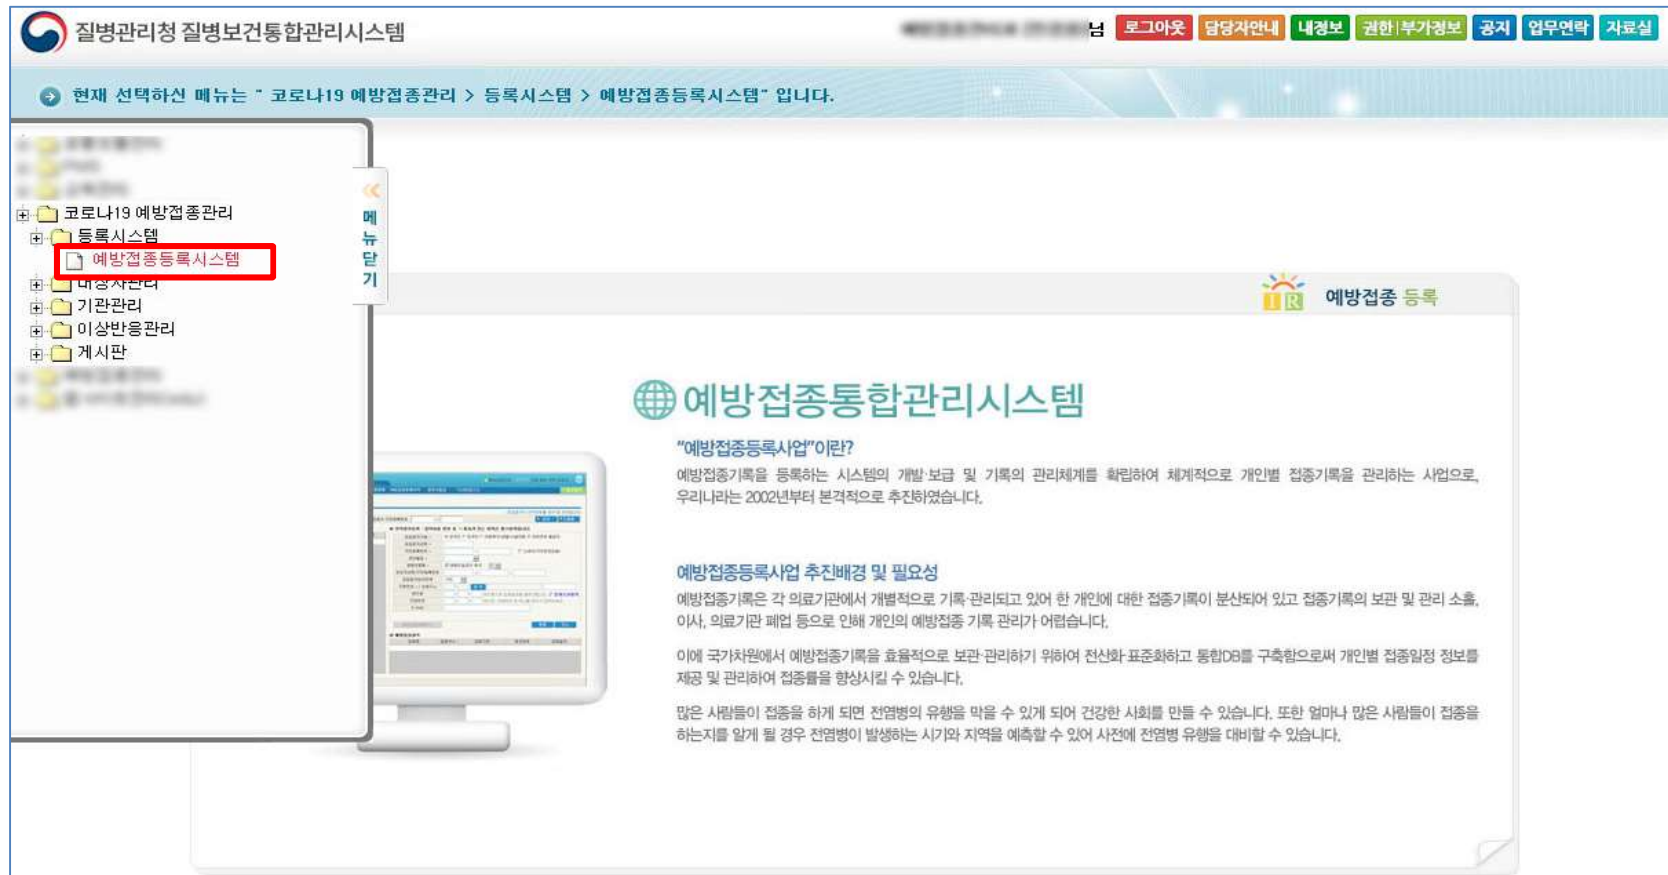 질병관리청 질병보건통합관리시스템
님 로그아웃 담당자안내 내정보 권한|부가정보 공지 업무연락 자료실
현재 선택하신 메뉴는 " 코로나19 예방접종관리 > 등록시스템 > 예방접종등록시스템" 입니다.
코로나19 예방접종관리
등록시스템
예방접종등록시스템
대상자관리
기관관리
이상반응관리
게시판
메뉴닫기
IR 예방접종 등록
예방접종통합관리시스템
"예방접종등록사업"이란?
예방접종기록을 등록하는 시스템의 개발·보급 및 기록의 관리체계를 확립하여 체계적으로 개인별 접종기록을 관리하는 사업으로,
우리나라는 2002년부터 본격적으로 추진하였습니다.
예방접종등록사업 추진배경 및 필요성
예방접종기록은 각 의료기관에서 개별적으로 기록·관리되고 있어 한 개인에 대한 접종기록이 분산되어 있고 접종기록의 보관 및 관리 소홀,
이사, 의료기관 폐업 등으로 인해 개인의 예방접종 기록 관리가 어렵습니다.
이에 국가차원에서 예방접종기록을 효율적으로 보관·관리하기 위하여 전산화·표준화하고 통합DB를 구축함으로써 개인별 접종일정 정보를
제공 및 관리하여 접종률을 향상시킬 수 있습니다.
많은 사람들이 접종을 하게 되면 전염병의 유행을 막을 수 있게 되어 건강한 사회를 만들 수 있습니다. 또한 얼마나 많은 사람들이 접종을
하는지를 알게 될 경우 전염병이 발생하는 시기와 지역을 예측할 수 있어 사전에 전염병 유행을 대비할 수 있습니다.